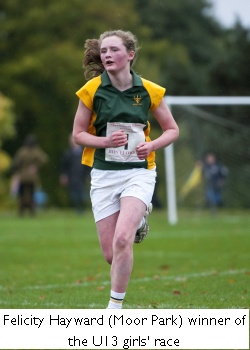 Felicity Hayward (Moor Park) winner of
the U13 girls' race